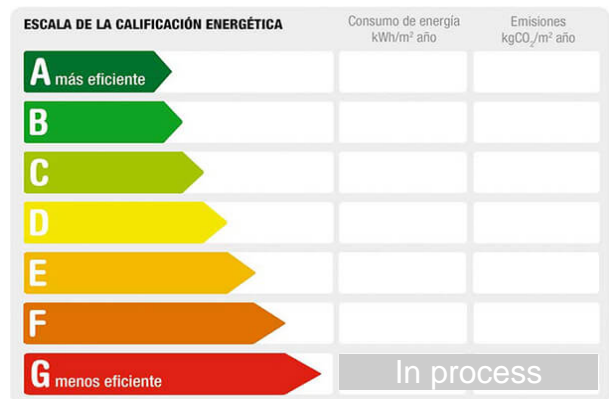 ESCALA DE LA CALIFICACIÓN ENERGÉTICA
Consumo de energía
kWh/m² año
Emisiones
kgCO₂/m² año
A más eficiente
B
C
D
E
F
G menos eficiente
In process